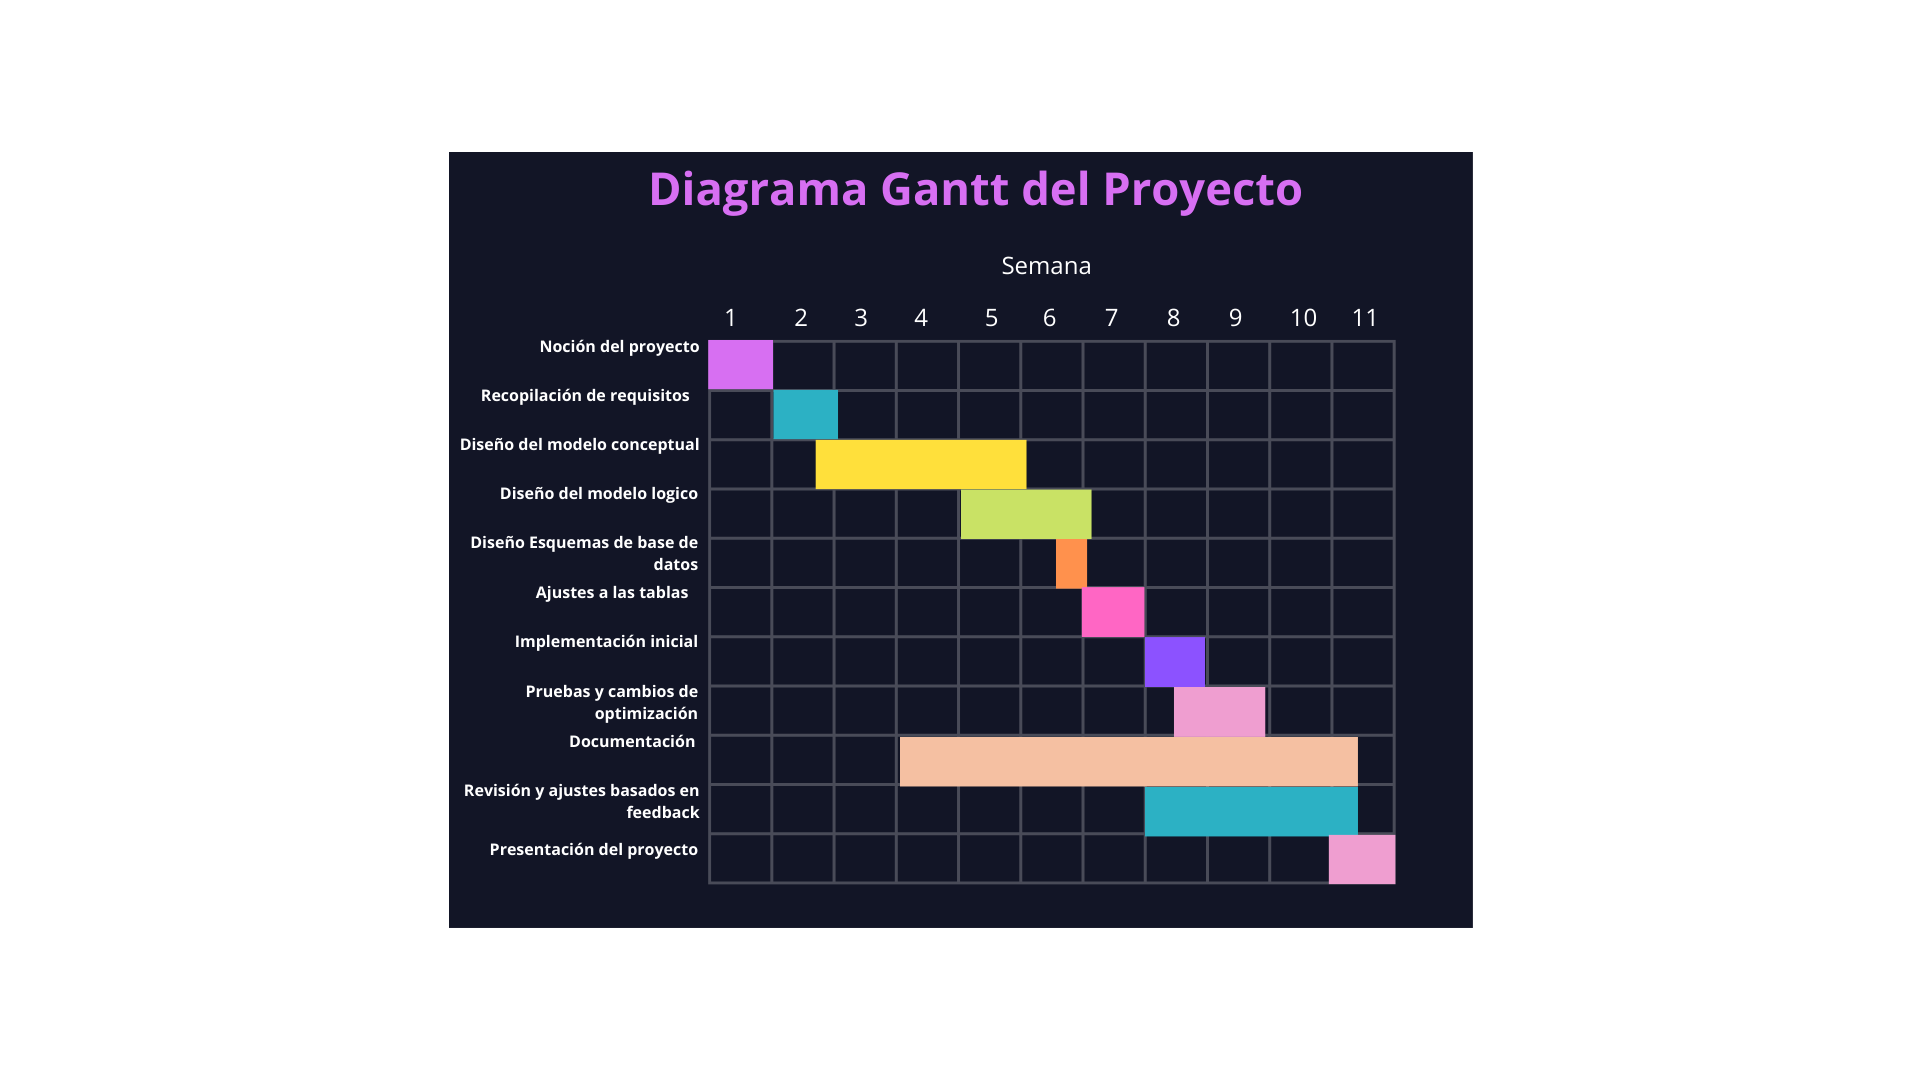 Diagrama Gantt del Proyecto
Semana
1 2 3 4 5 6 7 8 9 10 11
Noción del proyecto
Recopilación de requisitos
Diseño del modelo conceptual
Diseño del modelo logico
Diseño Esquemas de base de
datos
Ajustes a las tablas
Implementación inicial
Pruebas y cambios de
optimización
Documentación
Revisión y ajustes basados en
feedback
Presentación del proyecto